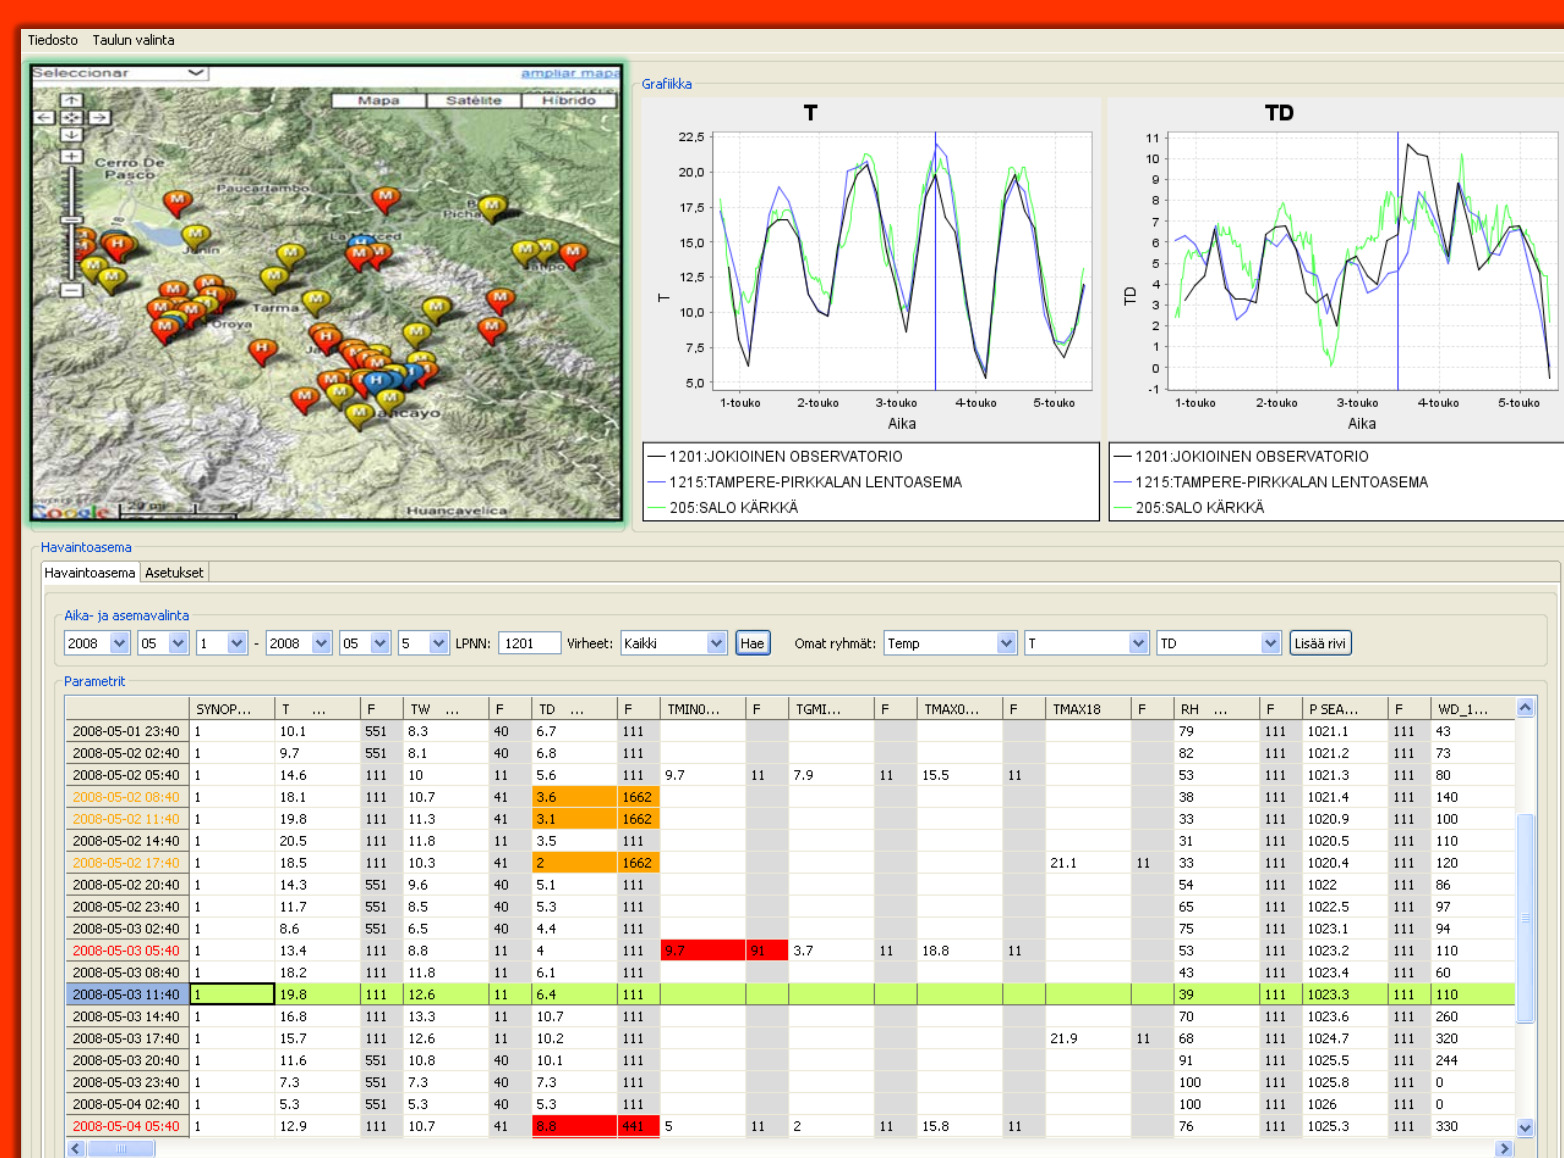 Tiedosto Taulun valinta
Seleccionar ampliar mapa
Mapa Satélite Híbrido
Cerro De
Pasco
Paucartambo
Junin
La Merced
Tarma
Oroya
Huancavelica
Google
Grafiikka
T
22,5
20,0
17,5
15,0
12,5
10,0
7,5
5,0
T
1-touko 2-touko 3-touko 4-touko 5-touko
Aika
1201:JOKIOINEN OBSERVATORIO
1215:TAMPERE-PIRKKALAN LENTOASEMA
205:SALO KÄRKKÄ
TD
11
10
9
8
7
6
5
4
3
2
1
0
-1
TD
1-touko 2-touko 3-touko 4-touko 5-touko
Aika
1201:JOKIOINEN OBSERVATORIO
1215:TAMPERE-PIRKKALAN LENTOASEMA
205:SALO KÄRKKÄ
Havaintoasema
Havaintoasema Asetukset
Aika- ja asemavalinta
2008 05 1 - 2008 05 5 LPNN: 1201 Virheet: Kaikki Hae Omat ryhmät: Temp T TD Lisää rivi
Parametrit
SYNOP... T ... F TW ... F TD ... F TMIN0... F TGMI... F TMAX0... F TMAX18 F RH ... F P SEA... F WD_1...
2008-05-01 23:40 1 10.1 551 8.3 40 6.7 111 79 111 1021.1 111 43
2008-05-02 02:40 1 9.7 551 8.1 40 6.8 111 82 111 1021.2 111 73
2008-05-02 05:40 1 14.6 111 10 11 5.6 111 9.7 11 7.9 11 15.5 11 53 111 1021.3 111 80
2008-05-02 08:40 1 18.1 111 10.7 41 3.6 1662 38 111 1021.4 111 140
2008-05-02 11:40 1 19.8 111 11.3 41 3.1 1662 33 111 1020.9 111 100
2008-05-02 14:40 1 20.5 111 11.8 11 3.5 111 31 111 1020.5 111 110
2008-05-02 17:40 1 18.5 111 10.3 41 2 1662 21.1 11 33 111 1020.4 111 120
2008-05-02 20:40 1 14.3 551 9.6 40 5.1 111 54 111 1022 111 86
2008-05-02 23:40 1 11.7 551 8.5 40 5.3 111 65 111 1022.5 111 97
2008-05-03 02:40 1 8.6 551 6.5 40 4.4 111 75 111 1023.1 111 94
2008-05-03 05:40 1 13.4 111 8.8 11 4 111 9.7 91 3.7 11 18.8 11 53 111 1023.2 111 110
2008-05-03 08:40 1 18.2 111 11.8 11 6.1 111 43 111 1023.4 111 60
2008-05-03 11:40 1 19.8 111 12.6 11 6.4 111 39 111 1023.3 111 110
2008-05-03 14:40 1 16.8 111 13.3 11 10.7 111 70 111 1023.6 111 260
2008-05-03 17:40 1 15.7 111 12.6 11 10.2 111 21.9 11 68 111 1024.7 111 320
2008-05-03 20:40 1 11.6 551 10.8 40 10.1 111 91 111 1025.5 111 244
2008-05-03 23:40 1 7.3 551 7.3 40 7.3 111 100 111 1025.8 111 0
2008-05-04 02:40 1 5.3 551 5.3 40 5.3 111 100 111 1026 111 0
2008-05-04 05:40 1 12.9 111 10.7 41 8.8 441 5 11 2 11 15.8 11 76 111 1025.3 111 330